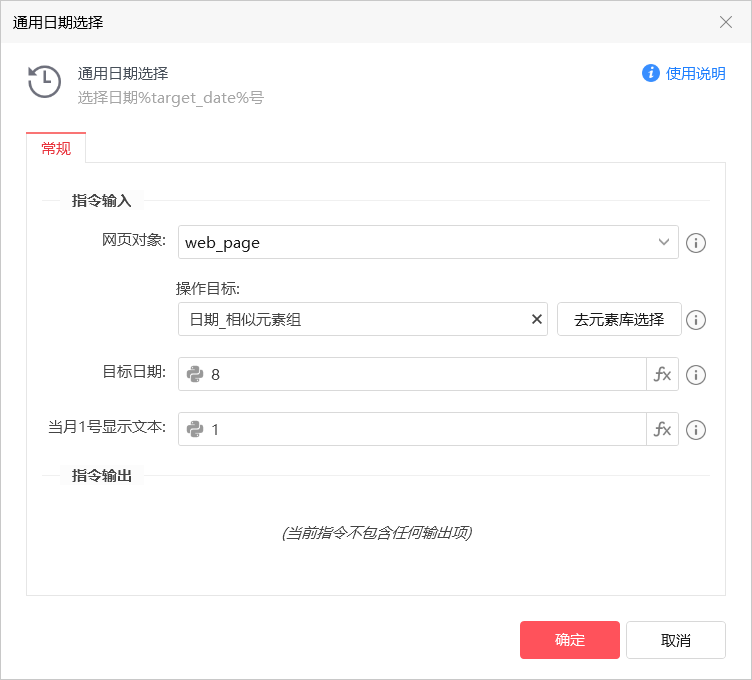 通用日期选择
通用日期选择
使用说明
选择日期%target_date%号
常规
指令输入
网页对象:
web_page
操作目标:
日期_相似元素组
去元素库选择
目标日期:
8
fx
当月1号显示文本:
1
fx
指令输出
(当前指令不包含任何输出项)
确定
取消